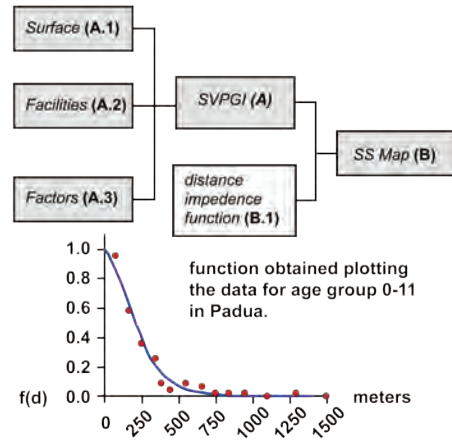 Surface (A.1)
Facilities (A.2)
SVPGI (A)
SS Map (B)
Factors (A.3)
distance
impedence
function (B.1)
function obtained plotting
the data for age group 0-11
in Padua.
1.0
0.8
0.6
0.4
0.2
f(d) 0.0 meters
0 250 500 750 1000 1250 1500